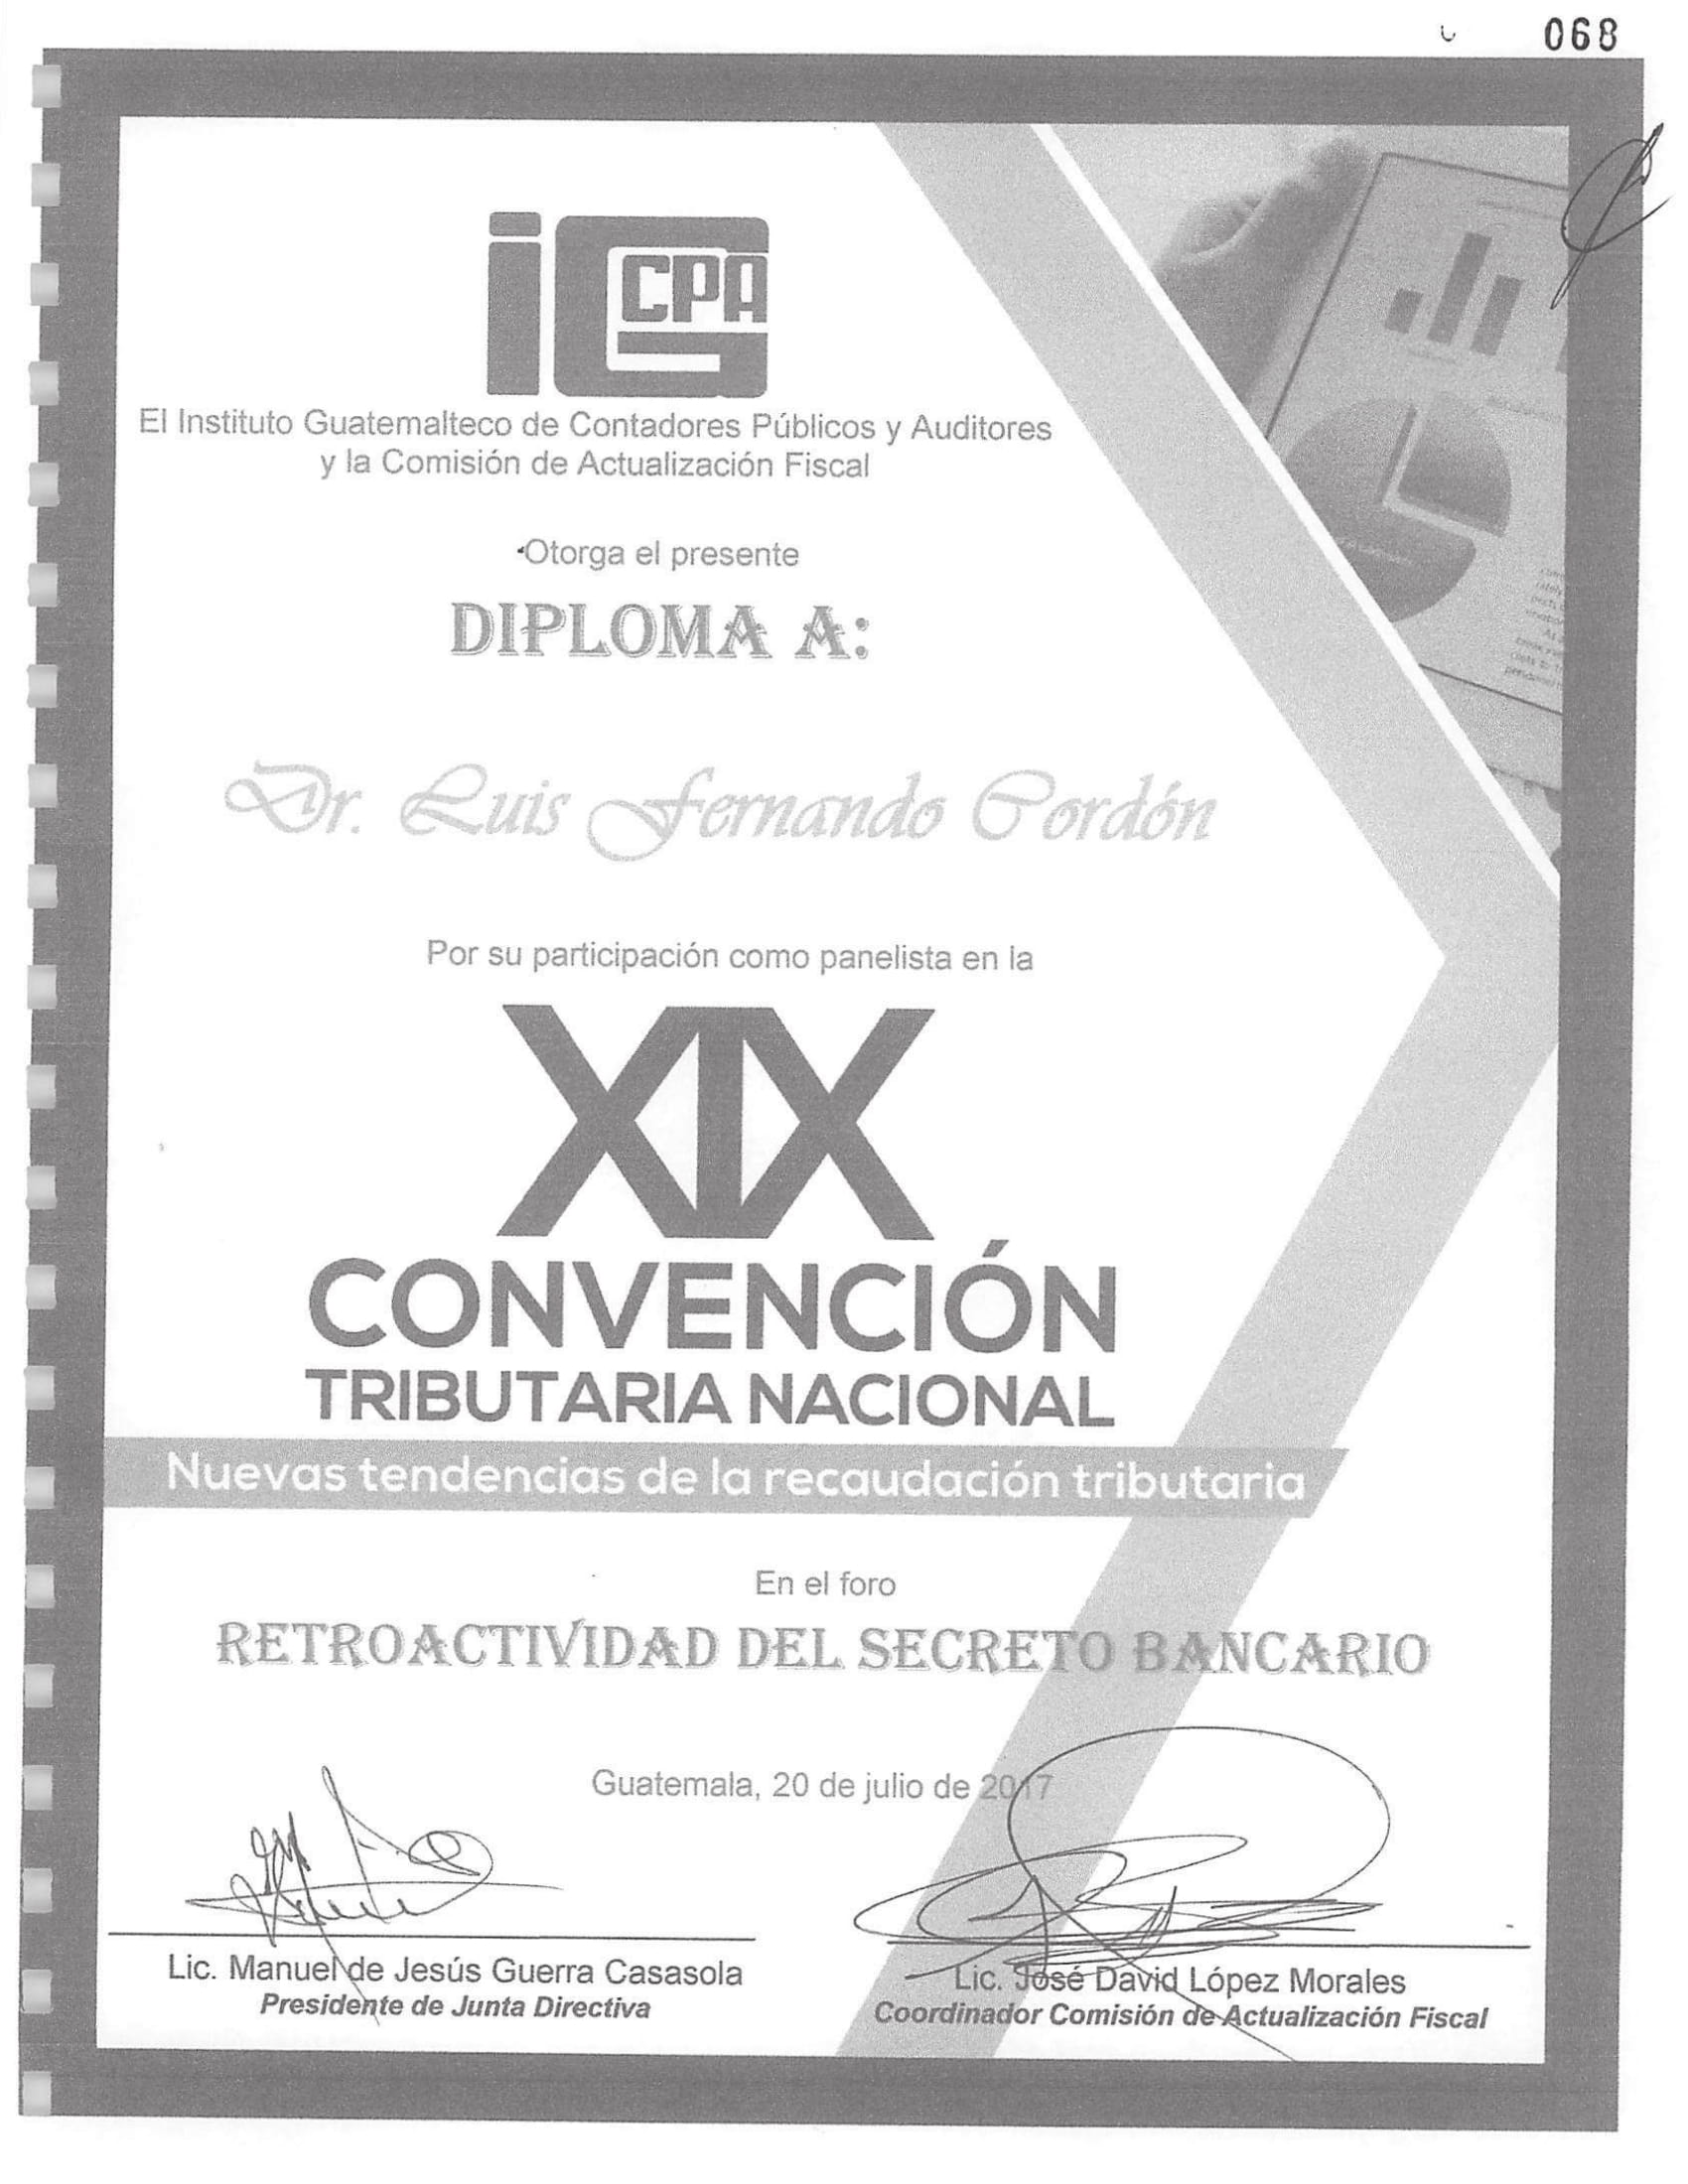 068
iG
CPA
El Instituto Guatemalteco de Contadores Públicos y Auditores
y la Comisión de Actualización Fiscal
Otorga el presente
DIPLOMA A:
Dr. Luis Fernando Cordón
Por su participación como panelista en la
XIX
CONVENCIÓN
TRIBUTARIA NACIONAL
Nuevas tendencias de la recaudación tributaria
En el foro
RETROACTIVIDAD DEL SECRETO BANCARIO
Guatemala, 20 de julio de 2017
Lic. Manuel de Jesús Guerra Casasola
Presidente de Junta Directiva
Lic. José David López Morales
Coordinador Comisión de Actualización Fiscal